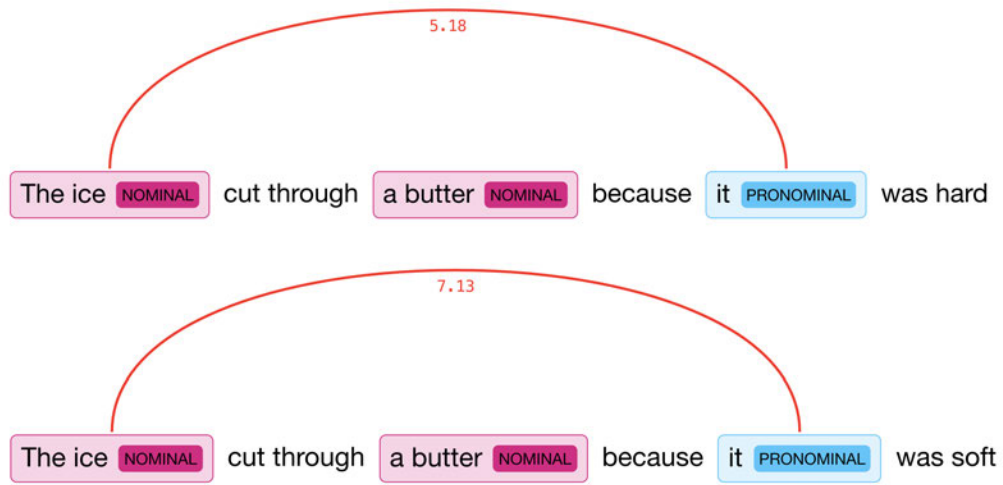 5.18
The ice NOMINAL cut through a butter NOMINAL because it PRONOMINAL was hard
7.13
The ice NOMINAL cut through a butter NOMINAL because it PRONOMINAL was soft